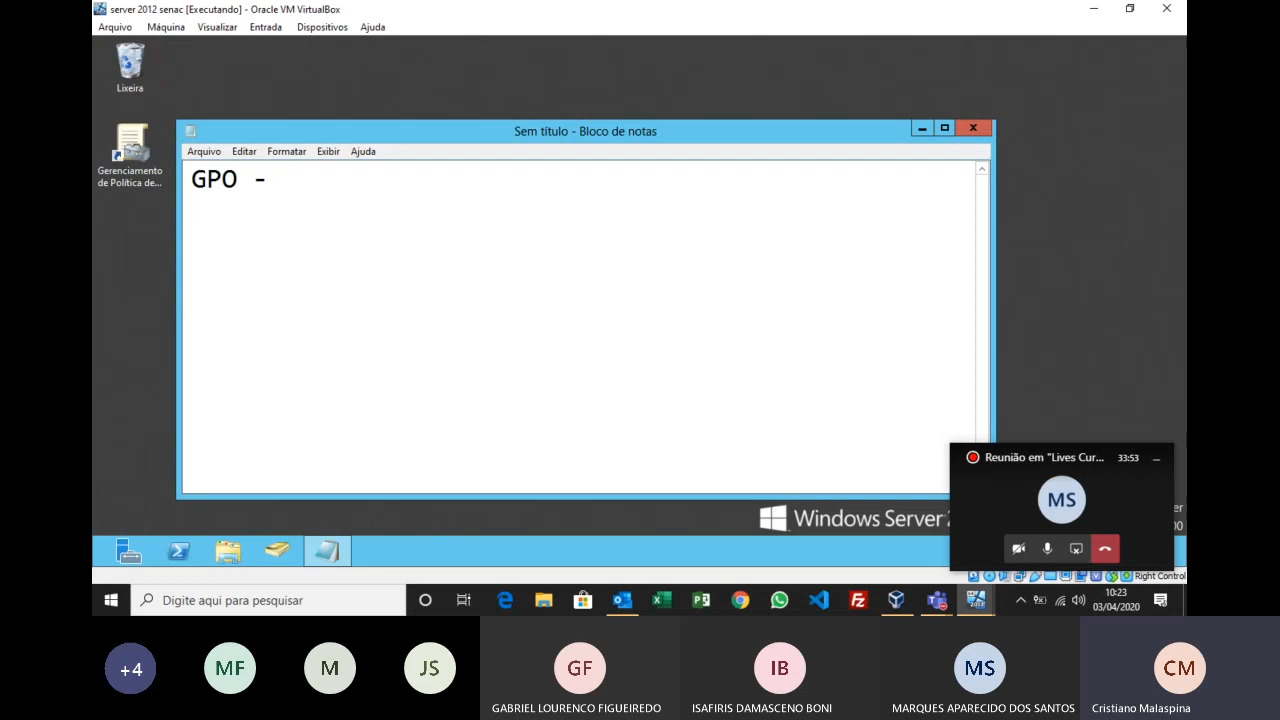 server 2012 senac [Executando] - Oracle VM VirtualBox
Arquivo Máquina Visualizar Entrada Dispositivos Ajuda
Lixeira
Gerenciamento
de Política de...
Sem título - Bloco de notas
Arquivo Editar Formatar Exibir Ajuda
GPO -
Reunião em "Lives Cur... 33:53
MS
Windows Server
Right Control
Digite aqui para pesquisar
10:23
03/04/2020
+4 MF M JS GF IB MS CM
GABRIEL LOURENCO FIGUEIREDO ISAFIRIS DAMASCENO BONI MARQUES APARECIDO DOS SANTOS Cristiano Malaspina